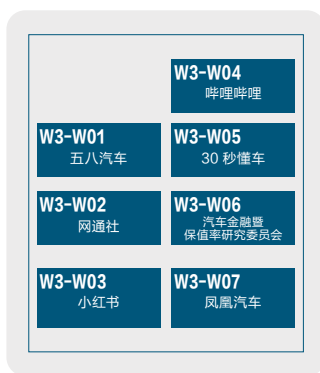 W3-W04
哔哩哔哩
W3-W01
五八汽车
W3-W05
30 秒懂车
W3-W02
网通社
W3-W06
汽车金融暨
保值率研究委员会
W3-W03
小红书
W3-W07
凤凰汽车